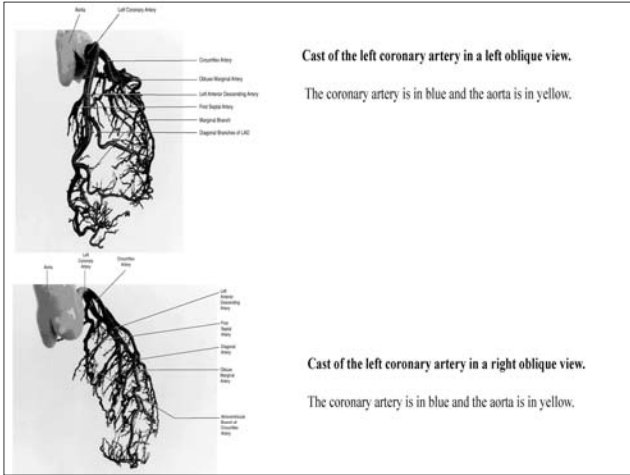 Aorta
Left Coronary Artery
Circumflex Artery
Obtuse Marginal Artery
Left Anterior Descending Artery
First Septal Artery
Marginal Branch
Diagonal Branches of LAD
Cast of the left coronary artery in a left oblique view.
The coronary artery is in blue and the aorta is in yellow.
Aorta
Left
Coronary
Artery
Circumflex
Artery
Left
Anterior
Descending
Artery
First
Septal
Artery
Diagonal
Artery
Obtuse
Marginal
Artery
Atrioventricular
Branch of
Circumflex
Artery
Cast of the left coronary artery in a right oblique view.
The coronary artery is in blue and the aorta is in yellow.